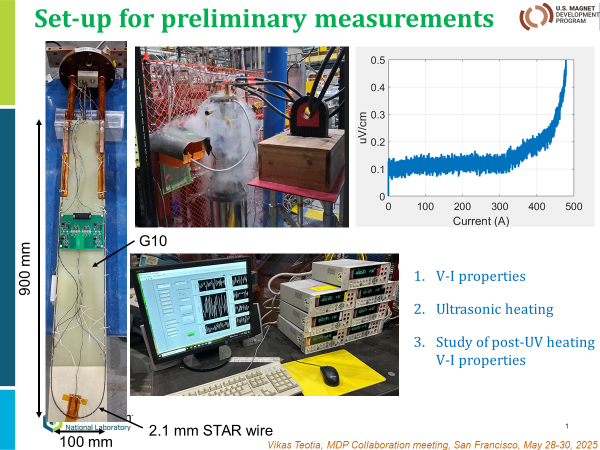 Set-up for preliminary measurements
U.S. MAGNET
DEVELOPMENT
PROGRAM
900 mm
G10
uV/cm
0.5
0.4
0.3
0.2
0.1
0
0 100 200 300 400 500
Current (A)
1. V-I properties
2. Ultrasonic heating
3. Study of post-UV heating
V-I properties
National Laboratory
100 mm
2.1 mm STAR wire
1
Vikas Teotia, MDP Collaboration meeting, San Francisco, May 28-30, 2025